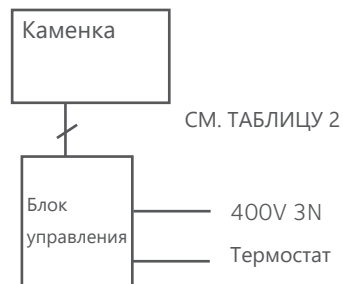 Каменка
СМ. ТАБЛИЦУ 2
Блок
управления
400V 3N
Термостат